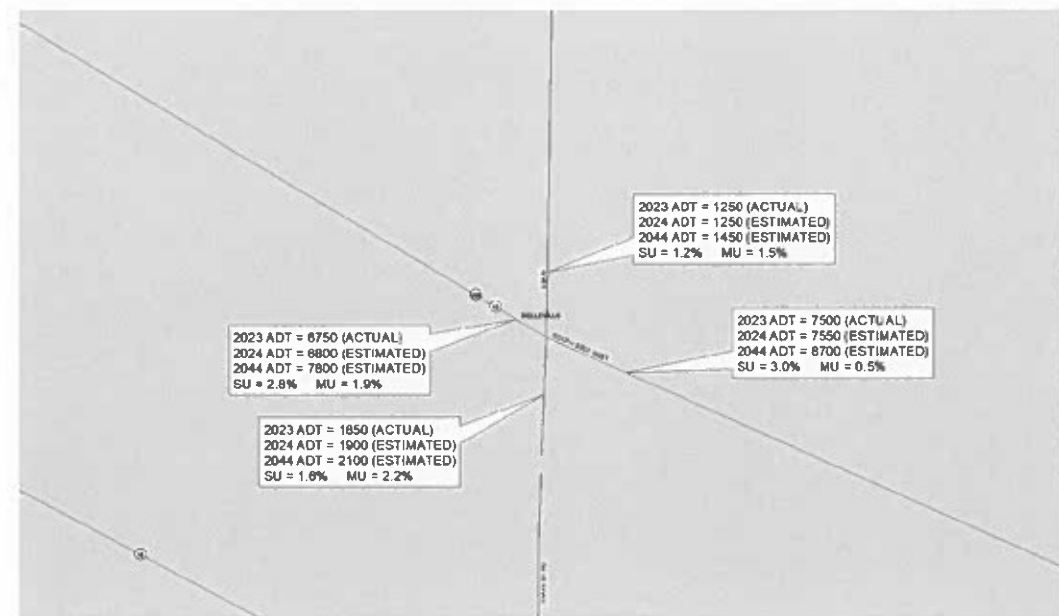 2023 ADT = 1250 (ACTUAL)
2024 ADT = 1250 (ESTIMATED)
2044 ADT = 1450 (ESTIMATED)
SU = 1.2% MU = 1.5%
BELLEVILLE
2023 ADT = 6750 (ACTUAL)
2024 ADT = 6800 (ESTIMATED)
2044 ADT = 7800 (ESTIMATED)
SU = 2.8% MU = 1.9%
2023 ADT = 7500 (ACTUAL)
2024 ADT = 7550 (ESTIMATED)
2044 ADT = 8700 (ESTIMATED)
SU = 3.0% MU = 0.5%
2023 ADT = 1850 (ACTUAL)
2024 ADT = 1900 (ESTIMATED)
2044 ADT = 2100 (ESTIMATED)
SU = 1.6% MU = 2.2%